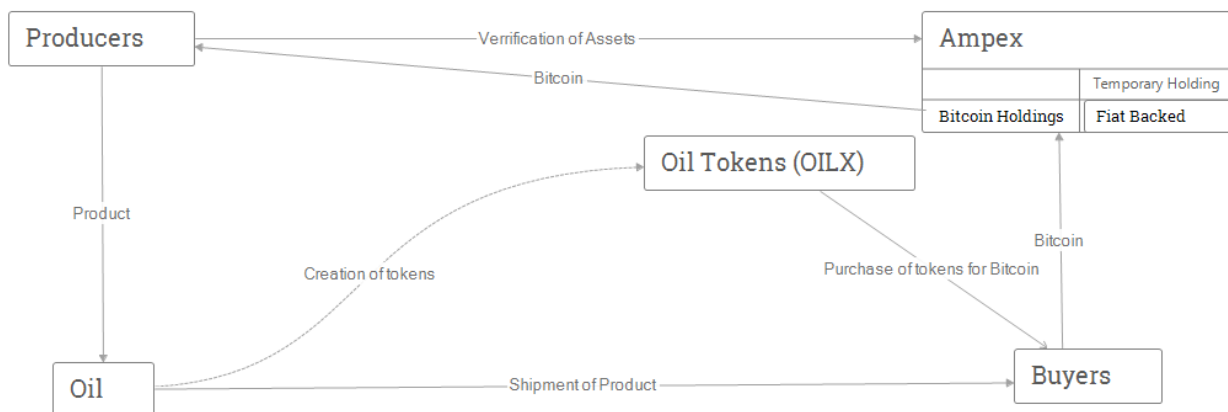 Producers
Verrification of Assets
Ampex
Bitcoin
Temporary Holding
Bitcoin Holdings
Fiat Backed
Oil Tokens (OILX)
Product
Bitcoin
Creation of tokens
Purchase of tokens for Bitcoin
Oil
Shipment of Product
Buyers